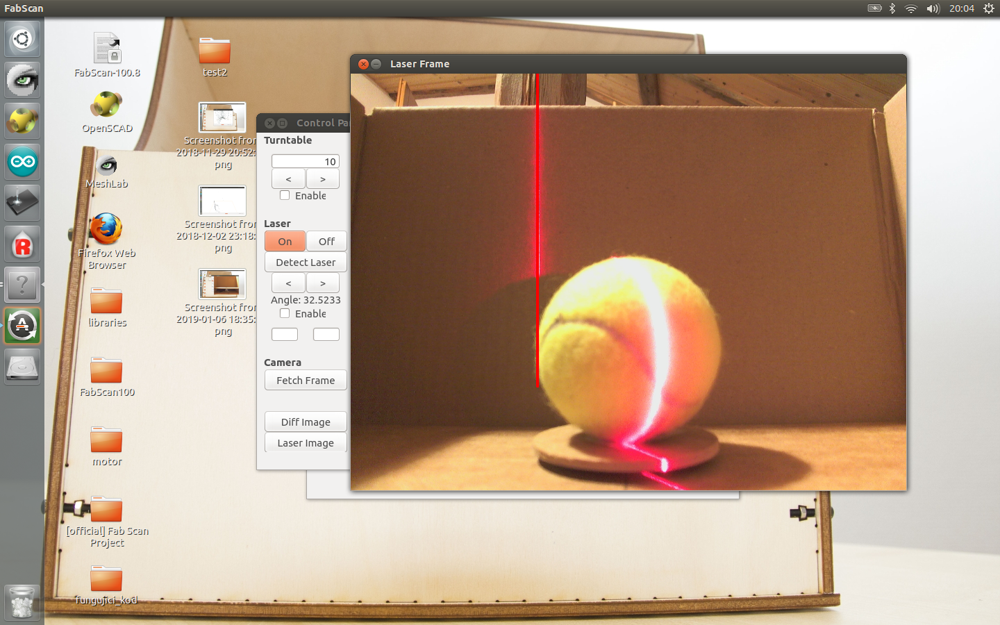 FabScan
20:04
FabScan-100.8
test2
OpenSCAD
Screenshot from
2018-11-29 20:52:
png
MeshLab
Screenshot from
2018-12-02 23:18:
png
Firefox Web
Browser
Screenshot from
2019-01-06 18:35:
png
libraries
FabScan100
motor
[official] Fab Scan
Project
fungujici_kod
R
?
A
Control Pa
Turntable
10
<
>
Enable
Laser
On
Off
Detect Laser
<
>
Angle: 32.5233
Enable
Camera
Fetch Frame
Diff Image
Laser Image
Laser Frame